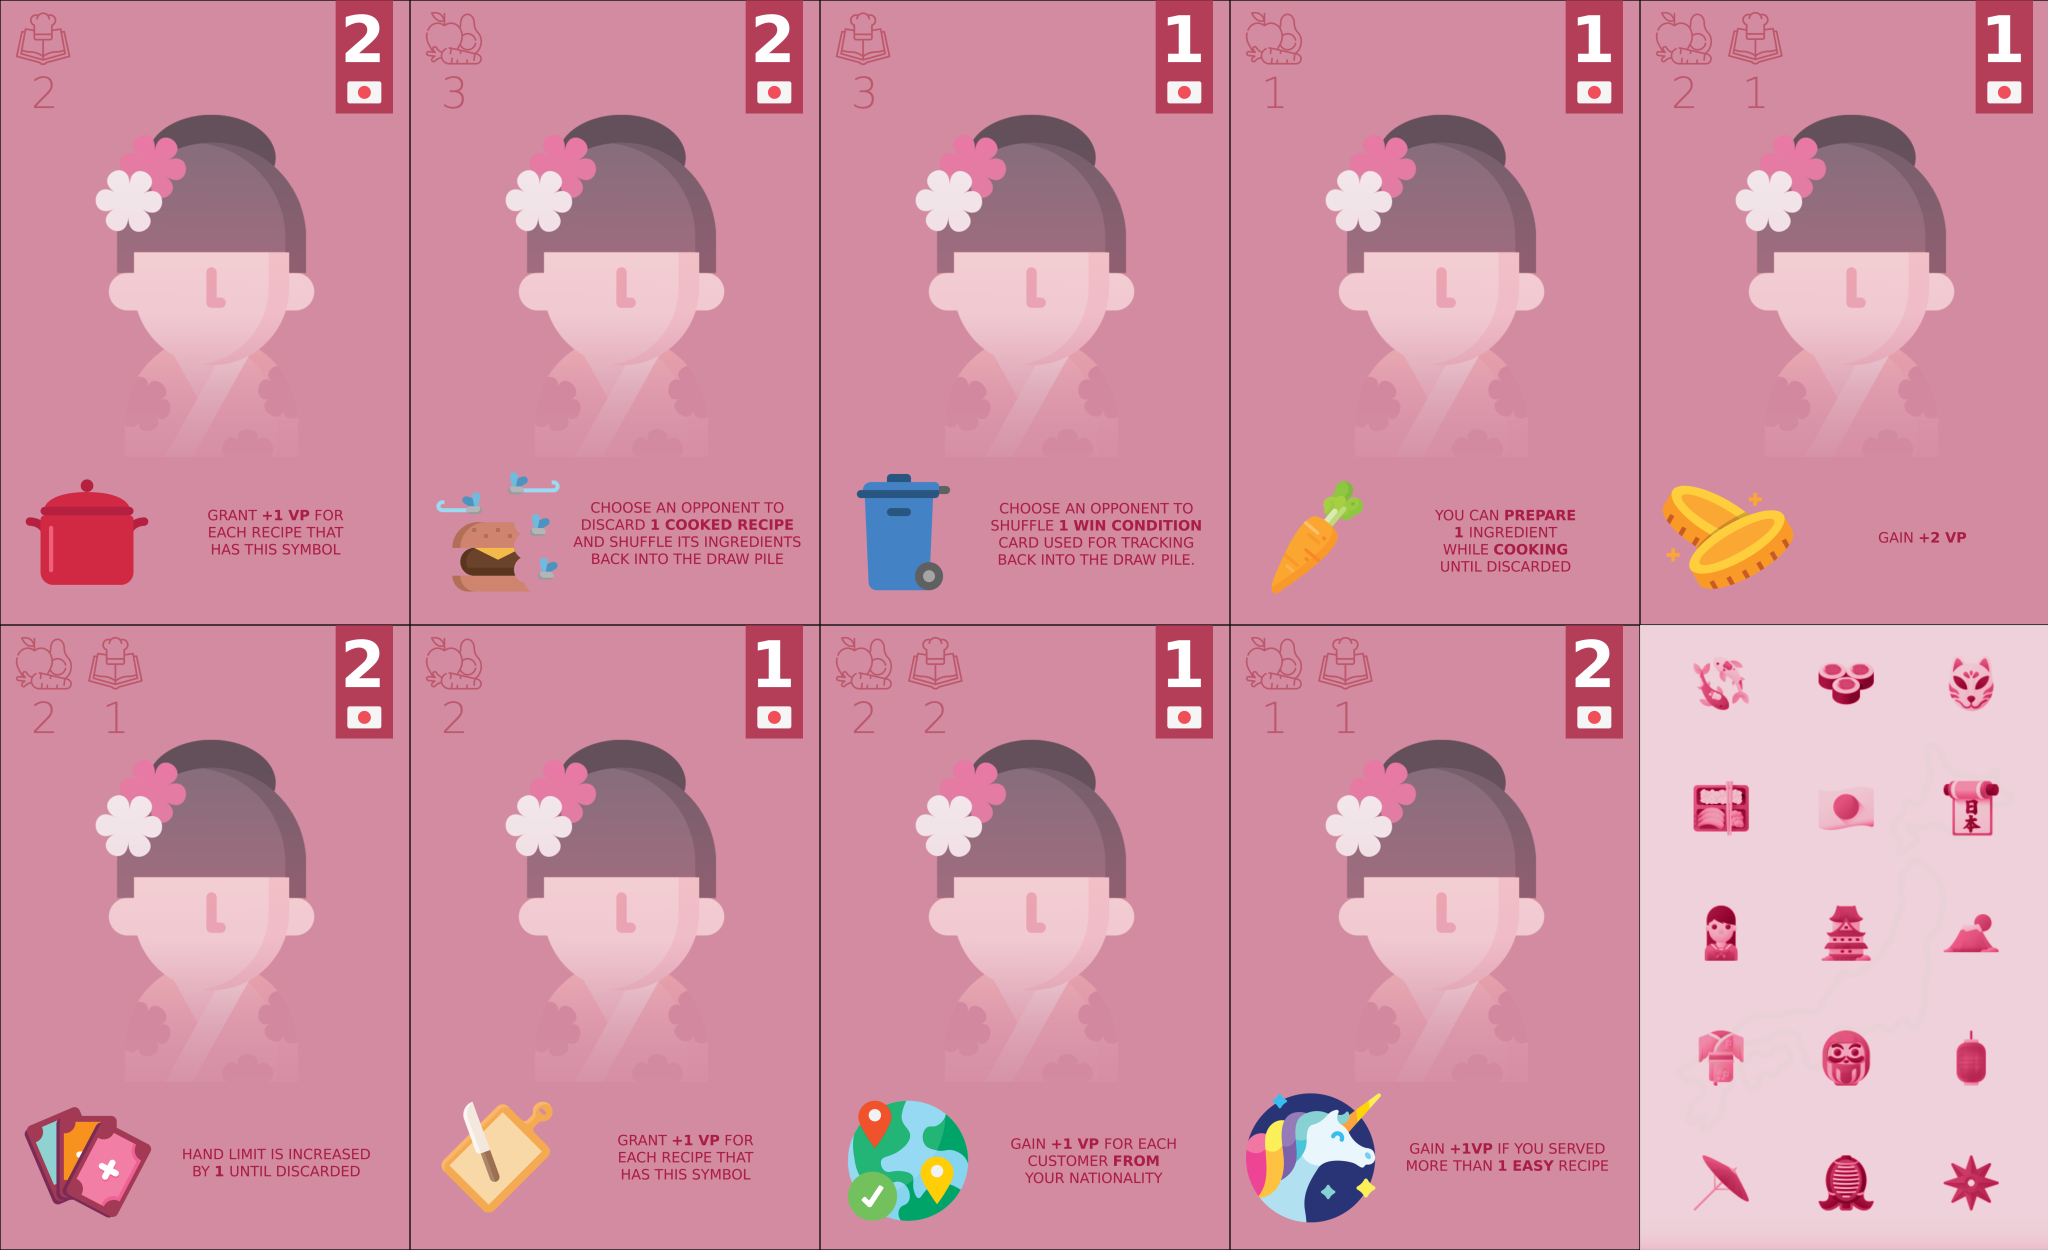 2
2
GRANT +1 VP FOR
EACH RECIPE THAT
HAS THIS SYMBOL
2
3
CHOOSE AN OPPONENT TO
DISCARD 1 COOKED RECIPE
AND SHUFFLE ITS INGREDIENTS
BACK INTO THE DRAW PILE
1
3
CHOOSE AN OPPONENT TO
SHUFFLE 1 WIN CONDITION
CARD USED FOR TRACKING
BACK INTO THE DRAW PILE.
1
1
YOU CAN PREPARE
1 INGREDIENT
WHILE COOKING
UNTIL DISCARDED
1
2 1
GAIN +2 VP
2
2 1
HAND LIMIT IS INCREASED
BY 1 UNTIL DISCARDED
1
2
GRANT +1 VP FOR
EACH RECIPE THAT
HAS THIS SYMBOL
1
2 2
GAIN +1 VP FOR EACH
CUSTOMER FROM
YOUR NATIONALITY
2
1 1
GAIN +1VP IF YOU SERVED
MORE THAN 1 EASY RECIPE
日
本